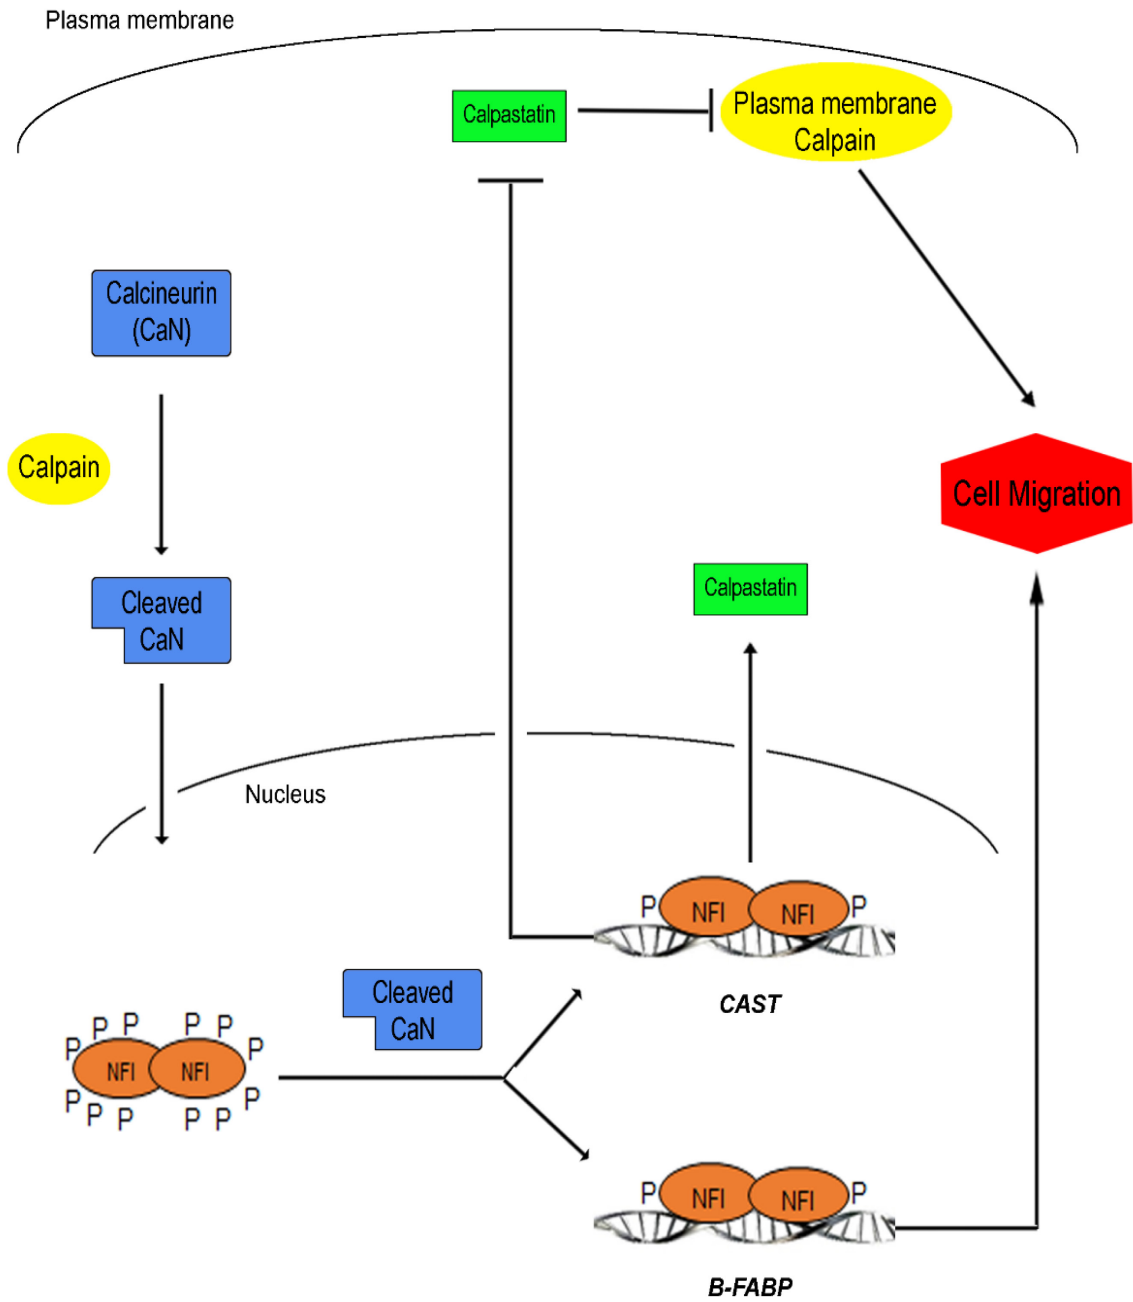 Plasma membrane
Calpastatin
Plasma membrane
Calpain
Calcineurin
(CaN)
Calpain
Cell Migration
Cleaved
CaN
Calpastatin
Nucleus
P NFI NFI P
CAST
Cleaved
CaN
P P P P P P
NFI NFI
P P P P P P
P NFI NFI P
B-FABP